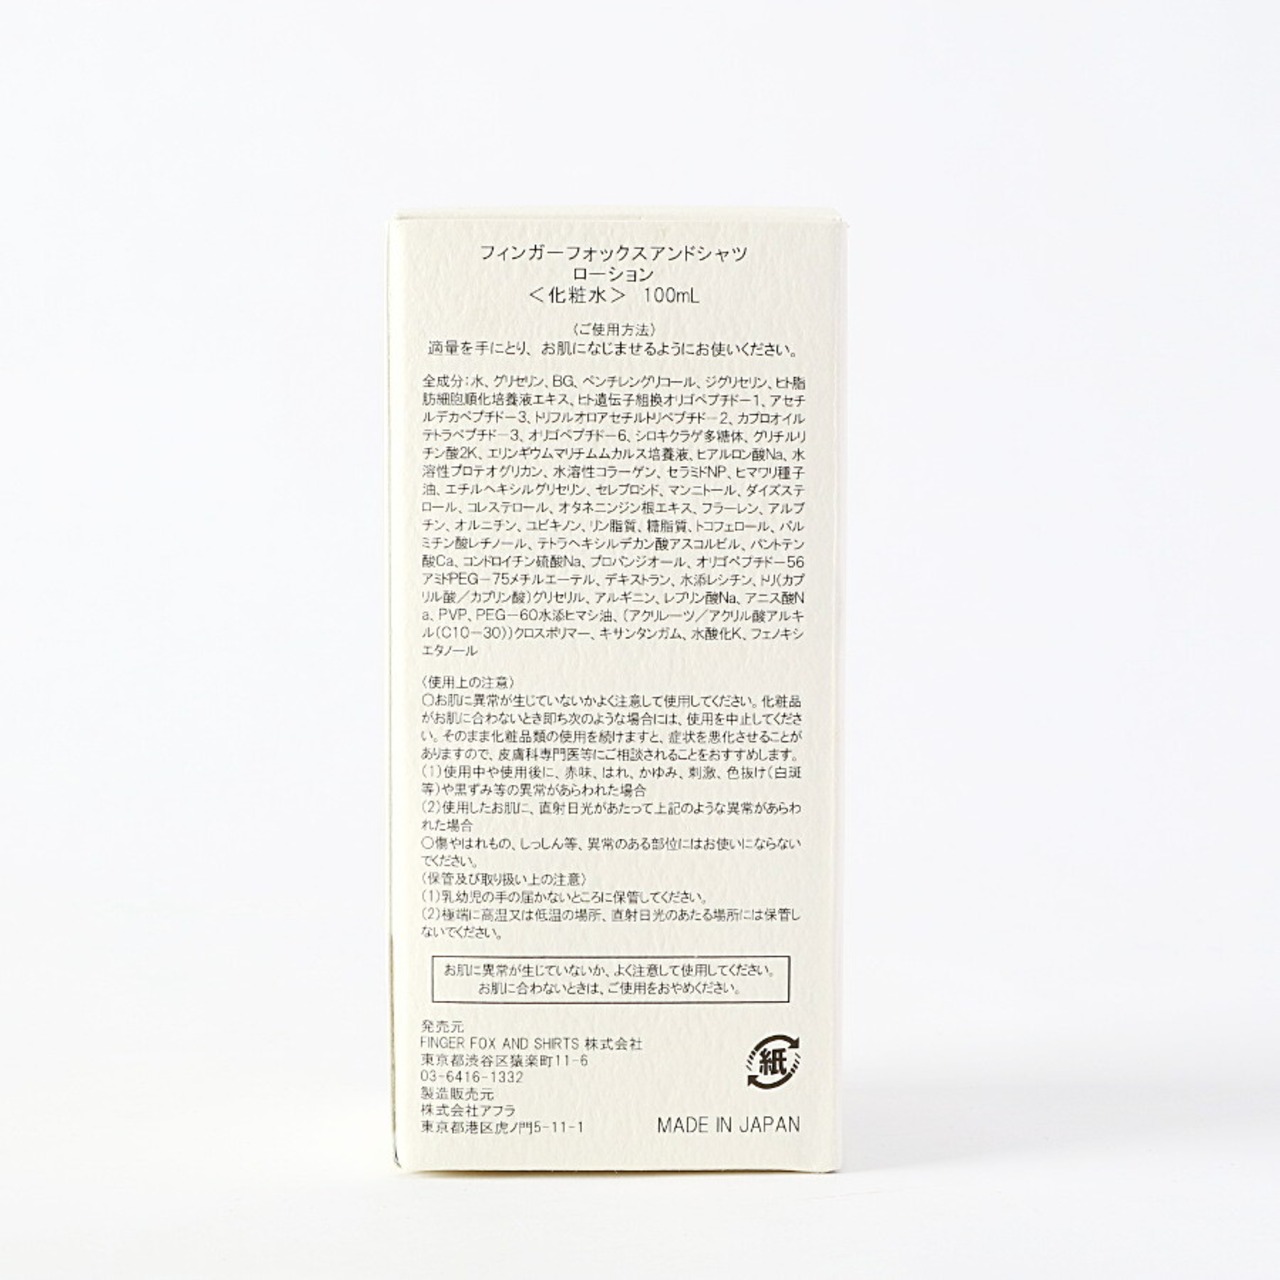 フィンガーフォックスアンドシャツ
ローション
＜化粧水＞ 100mL
〈ご使用方法〉
適量を手にとり、お肌になじませるようにお使いください。
全成分：水、グリセリン、BG、ペンチレングリコール、ジグリセリン、ヒト脂
肪細胞順化培養液エキス、ヒト遺伝子組換オリゴペプチドー1、アセチ
ルデカペプチドー3、トリフルオロアセチルトリペプチドー2、カプロオイル
テトラペプチドー3、オリゴペプチドー6、シロキクラゲ多糖体、グリチルリ
チン酸2K、エリンギウムマリチムムカルス培養液、ヒアルロン酸Na、水
溶性プロテオグリカン、水溶性コラーゲン、セラミドNP、ヒマワリ種子
油、エチルヘキシルグリセリン、セレブロシド、マンニトール、ダイズステ
ロール、コレステロール、オタネニンジン根エキス、フラーレン、アルブ
チン、オルニチン、ユビキノン、リン脂質、糖脂質、トコフェロール、パル
ミチン酸レチノール、テトラヘキシルデカン酸アスコルビル、パントテン
酸Ca、コンドロイチン硫酸Na、プロパンジオール、オリゴペプチドー56
アミドPEGー75メチルエーテル、デキストラン、水添レシチン、トリ（カプ
リル酸／カプリン酸）グリセリル、アルギニン、レブリン酸Na、アニス酸N
a、PVP、PEGー60水添ヒマシ油、（アクリレーツ／アクリル酸アルキ
ル（C10ー30））クロスポリマー、キサンタンガム、水酸化K、フェノキシ
エタノール
〈使用上の注意〉
○お肌に異常が生じていないかよく注意して使用してください。化粧品
がお肌に合わないとき即ち次のような場合には、使用を中止してくださ
い。そのまま化粧品類の使用を続けますと、症状を悪化させることが
ありますので、皮膚科専門医等にご相談されることをおすすめします。
（1）使用中や使用後に、赤味、はれ、かゆみ、刺激、色抜け（白斑
等）や黒ずみ等の異常があらわれた場合
（2）使用したお肌に、直射日光があたって上記のような異常があらわ
れた場合
○傷やはれもの、しっしん等、異常のある部位にはお使いにならない
でください。
〈保管及び取り扱い上の注意〉
（1）乳幼児の手の届かないところに保管してください。
（2）極端に高温又は低温の場所、直射日光のあたる場所には保管し
ないでください。
お肌に異常が生じていないか、よく注意して使用してください。
お肌に合わないときは、ご使用をおやめください。
発売元
FINGER FOX AND SHIRTS 株式会社
東京都渋谷区猿楽町11-6
03-6416-1332
製造販売元
株式会社アフラ
東京都港区虎ノ門5-11-1
紙
MADE IN JAPAN